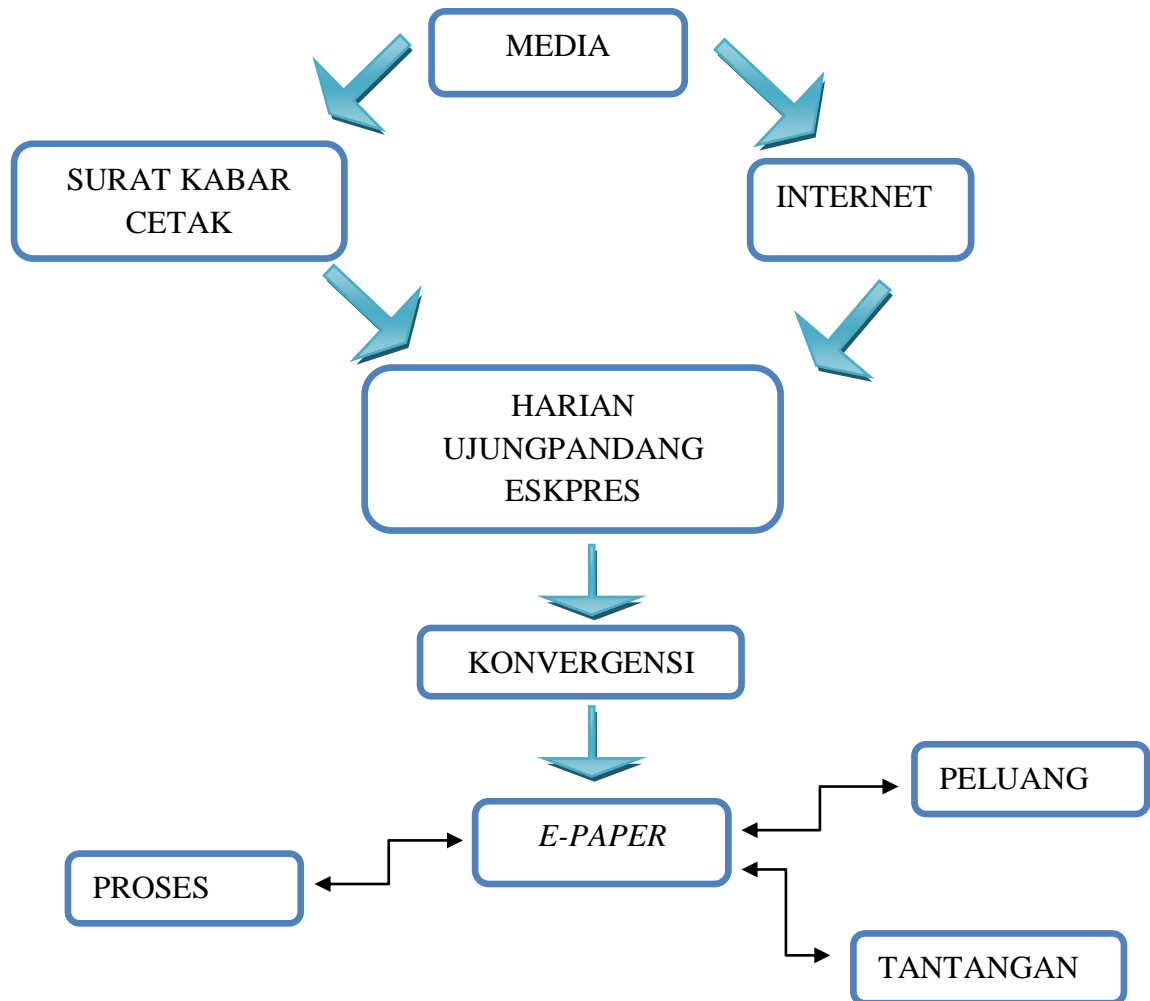 MEDIA
SURAT KABAR
CETAK
INTERNET
HARIAN
UJUNGPANDANG
ESKPRES
KONVERGENSI
E-PAPER
PELUANG
PROSES
TANTANGAN